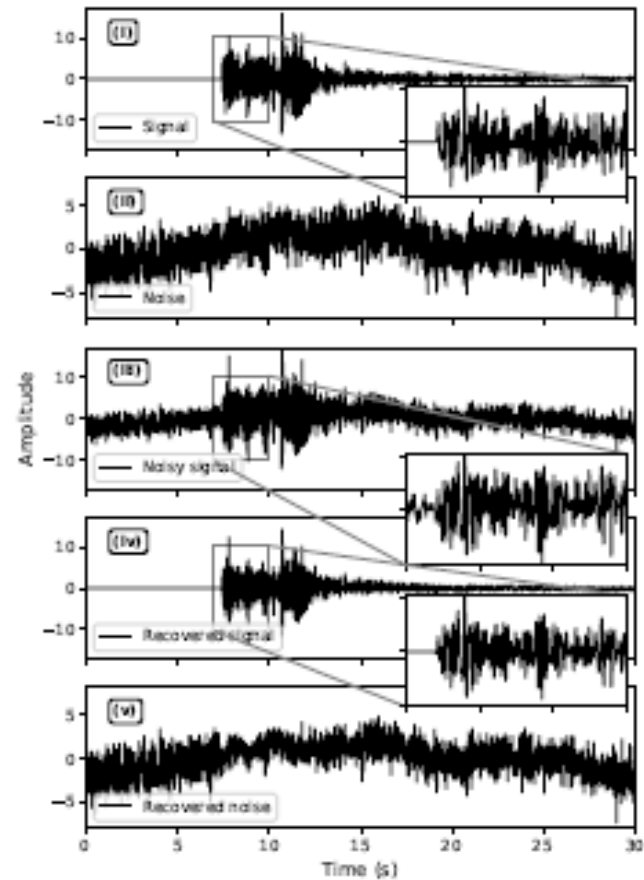 (i)
10
0
−10
Signal
(ii)
5
0
−5
Noise
(iii)
10
0
−10
Noisy signal
Amplitude
(iv)
10
0
−10
Recovered signal
(v)
5
0
−5
Recovered noise
0 5 10 15 20 25 30
Time (s)